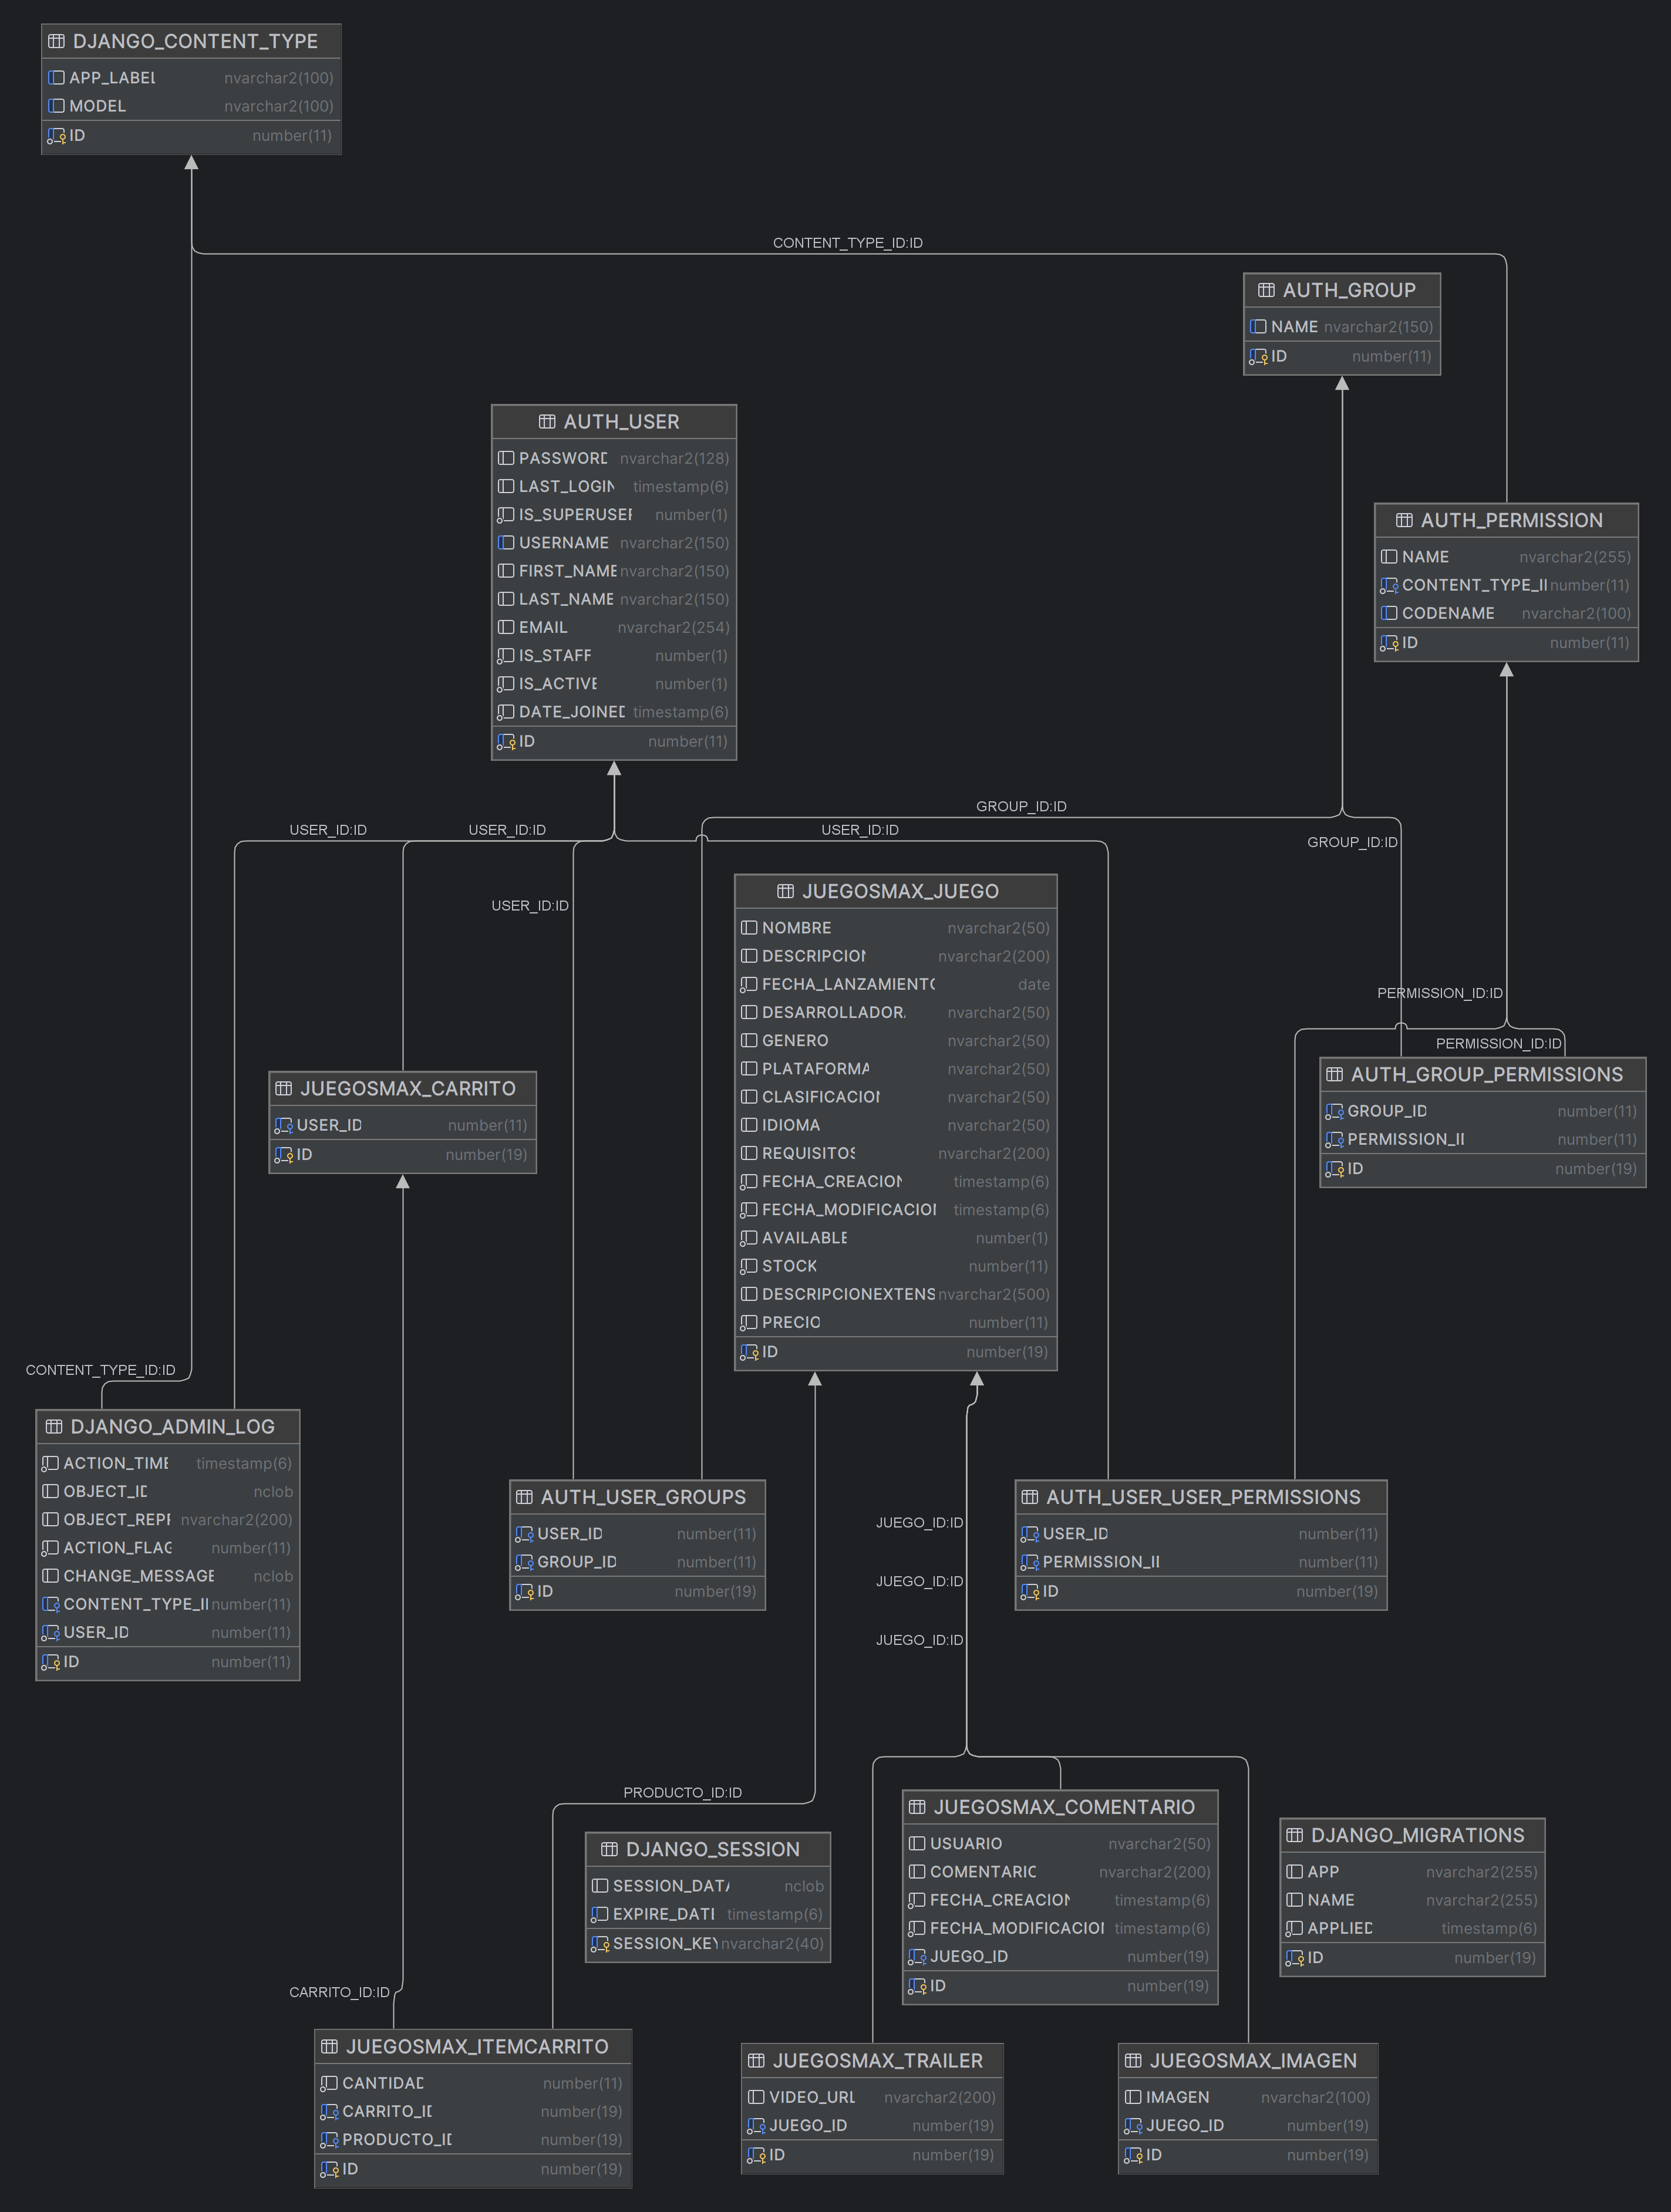 DJANGO_CONTENT_TYPE
APP_LABEL nvarchar2(100)
MODEL nvarchar2(100)
ID number(11)
CONTENT_TYPE_ID:ID
AUTH_GROUP
NAME nvarchar2(150)
ID number(11)
AUTH_USER
PASSWORD nvarchar2(128)
LAST_LOGIN timestamp(6)
IS_SUPERUSER number(1)
USERNAME nvarchar2(150)
FIRST_NAME nvarchar2(150)
LAST_NAME nvarchar2(150)
EMAIL nvarchar2(254)
IS_STAFF number(1)
IS_ACTIVE number(1)
DATE_JOINED timestamp(6)
ID number(11)
AUTH_PERMISSION
NAME nvarchar2(255)
CONTENT_TYPE_II number(11)
CODENAME nvarchar2(100)
ID number(11)
GROUP_ID:ID
USER_ID:ID
USER_ID:ID
USER_ID:ID
GROUP_ID:ID
USER_ID:ID
JUEGOSMAX_JUEGO
NOMBRE nvarchar2(50)
DESCRIPCION nvarchar2(200)
FECHA_LANZAMIENTO date
DESARROLLADOR nvarchar2(50)
GENERO nvarchar2(50)
PLATAFORMA nvarchar2(50)
CLASIFICACION nvarchar2(50)
IDIOMA nvarchar2(50)
REQUISITOS nvarchar2(200)
FECHA_CREACION timestamp(6)
FECHA_MODIFICACION timestamp(6)
AVAILABLE number(1)
STOCK number(11)
DESCRIPCIONEXTENS nvarchar2(500)
PRECIO number(11)
ID number(19)
PERMISSION_ID:ID
PERMISSION_ID:ID
JUEGOSMAX_CARRITO
USER_ID number(11)
ID number(19)
AUTH_GROUP_PERMISSIONS
GROUP_ID number(11)
PERMISSION_II number(11)
ID number(19)
CONTENT_TYPE_ID:ID
DJANGO_ADMIN_LOG
ACTION_TIME timestamp(6)
OBJECT_ID nclob
OBJECT_REPR nvarchar2(200)
ACTION_FLAG number(11)
CHANGE_MESSAGE nclob
CONTENT_TYPE_II number(11)
USER_ID number(11)
ID number(11)
AUTH_USER_GROUPS
USER_ID number(11)
GROUP_ID number(11)
ID number(19)
JUEGO_ID:ID
JUEGO_ID:ID
JUEGO_ID:ID
AUTH_USER_USER_PERMISSIONS
USER_ID number(11)
PERMISSION_II number(11)
ID number(19)
PRODUCTO_ID:ID
DJANGO_SESSION
SESSION_DATA nclob
EXPIRE_DATE timestamp(6)
SESSION_KEY nvarchar2(40)
JUEGOSMAX_COMENTARIO
USUARIO nvarchar2(50)
COMENTARIO nvarchar2(200)
FECHA_CREACION timestamp(6)
FECHA_MODIFICACION timestamp(6)
JUEGO_ID number(19)
ID number(19)
DJANGO_MIGRATIONS
APP nvarchar2(255)
NAME nvarchar2(255)
APPLIED timestamp(6)
ID number(19)
CARRITO_ID:ID
JUEGOSMAX_ITEMCARRITO
CANTIDAD number(11)
CARRITO_ID number(19)
PRODUCTO_ID number(19)
ID number(19)
JUEGOSMAX_TRAILER
VIDEO_URL nvarchar2(200)
JUEGO_ID number(19)
ID number(19)
JUEGOSMAX_IMAGEN
IMAGEN nvarchar2(100)
JUEGO_ID number(19)
ID number(19)